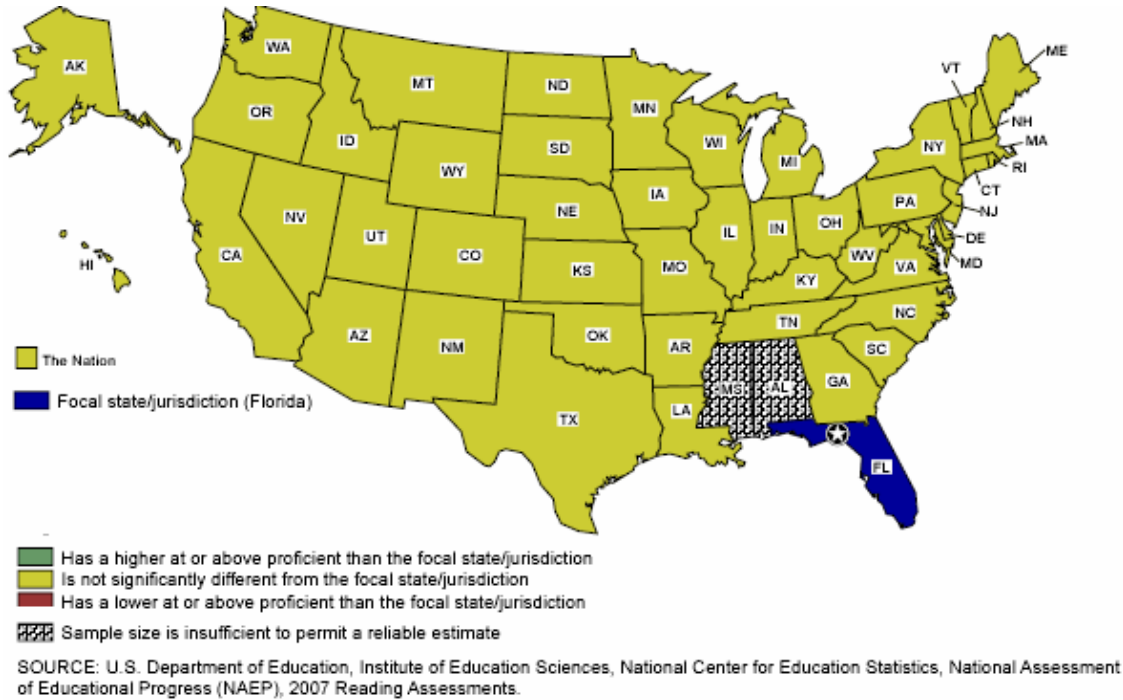 AK
WA
MT
ND
MN
VT
ME
OR
ID
SD
WI
MI
NY
NH
MA
RI
WY
IA
PA
CT
NJ
NV
NE
IL
IN
OH
DE
CA
UT
CO
WV
MD
HI
KS
MO
KY
VA
NC
AZ
NM
OK
AR
TN
SC
The Nation
MS
AL
GA
Focal state/jurisdiction (Florida)
TX
LA
FL
Has a higher at or above proficient than the focal state/jurisdiction
Is not significantly different from the focal state/jurisdiction
Has a lower at or above proficient than the focal state/jurisdiction
Sample size is insufficient to permit a reliable estimate
SOURCE: U.S. Department of Education, Institute of Education Sciences, National Center for Education Statistics, National Assessment
of Educational Progress (NAEP), 2007 Reading Assessments.